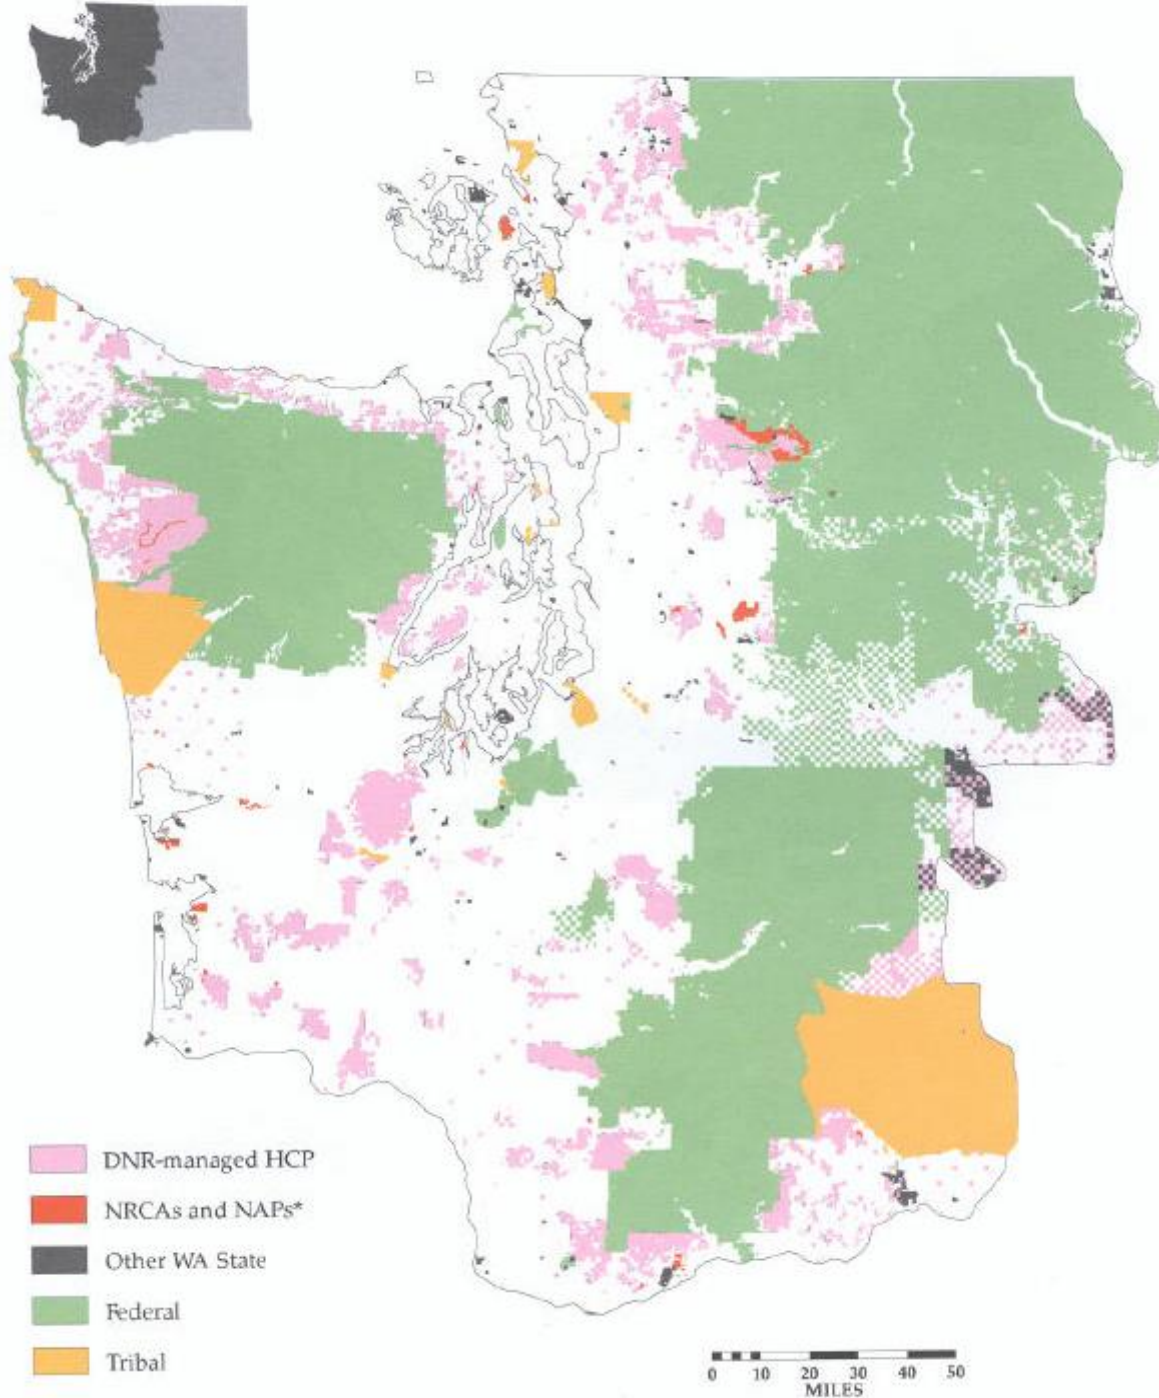 DNR-managed HCP
NRCAs and NAPs*
Other WA State
Federal
Tribal
0 10 20 30 40 50
MILES